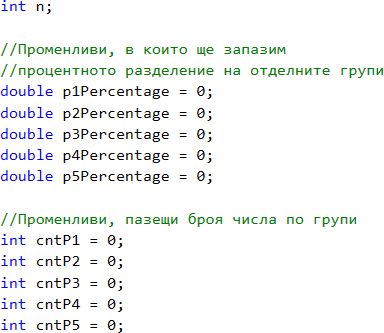 int n;
//Променливи, в които ще запазим
//процентното разделение на отделните групи
double p1Percentage = 0;
double p2Percentage = 0;
double p3Percentage = 0;
double p4Percentage = 0;
double p5Percentage = 0;
//Променливи, пазещи броя числа по групи
int cntP1 = 0;
int cntP2 = 0;
int cntP3 = 0;
int cntP4 = 0;
int cntP5 = 0;